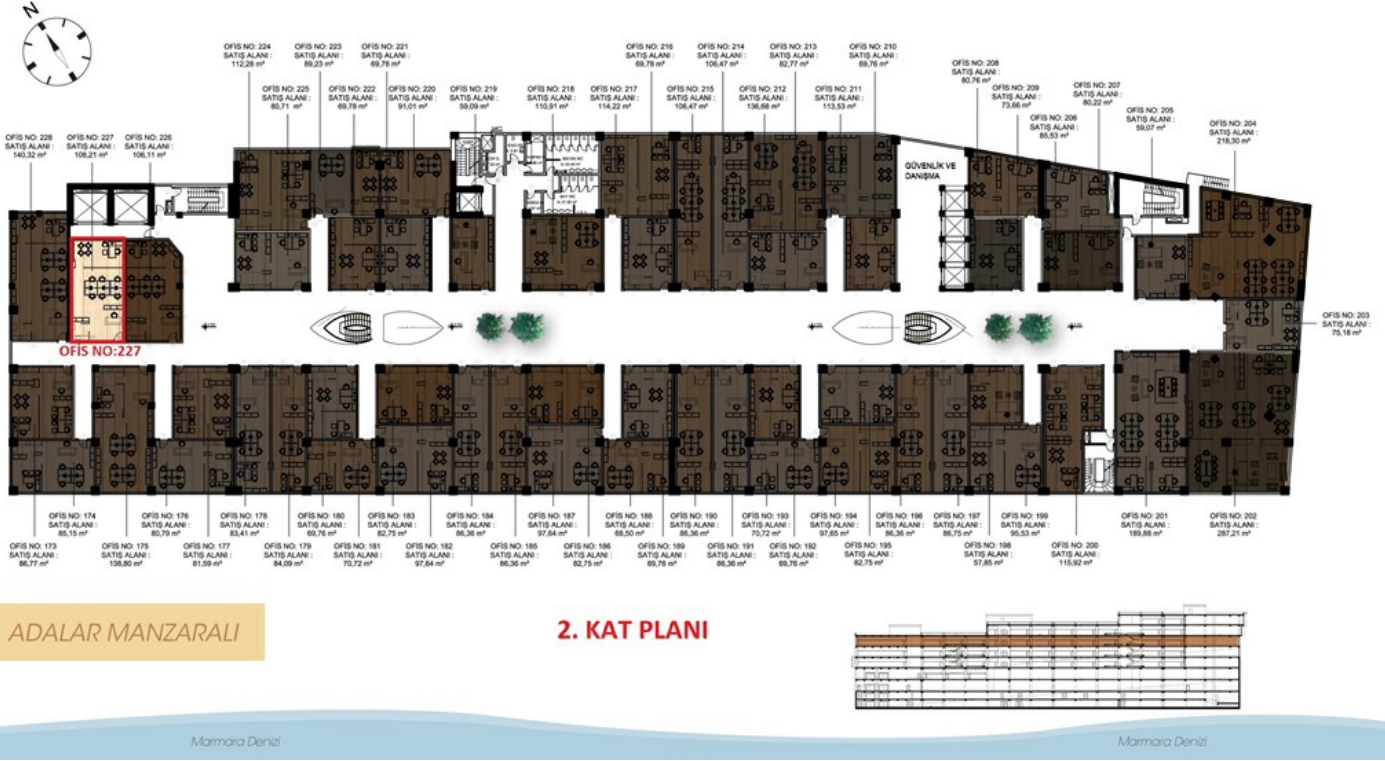 N
OFİS NO: 224
SATIŞ ALANI :
112,28 m²
OFİS NO: 223
SATIŞ ALANI :
89,23 m²
OFİS NO: 221
SATIŞ ALANI :
69,78 m²
OFİS NO: 216
SATIŞ ALANI :
69,78 m²
OFİS NO: 214
SATIŞ ALANI :
106,47 m²
OFİS NO: 213
SATIŞ ALANI :
82,77 m²
OFİS NO: 210
SATIŞ ALANI :
69,76 m²
OFİS NO: 208
SATIŞ ALANI :
80,76 m²
OFİS NO: 225
SATIŞ ALANI :
80,71 m²
OFİS NO: 222
SATIŞ ALANI :
69,78 m²
OFİS NO: 220
SATIŞ ALANI :
91,01 m²
OFİS NO: 219
SATIŞ ALANI :
59,09 m²
OFİS NO: 218
SATIŞ ALANI :
110,91 m²
OFİS NO: 217
SATIŞ ALANI :
114,22 m²
OFİS NO: 215
SATIŞ ALANI :
106,47 m²
OFİS NO: 212
SATIŞ ALANI :
136,68 m²
OFİS NO: 211
SATIŞ ALANI :
113,53 m²
OFİS NO: 209
SATIŞ ALANI :
73,66 m²
OFİS NO: 207
SATIŞ ALANI :
80,22 m²
OFİS NO: 206
SATIŞ ALANI :
85,53 m²
OFİS NO: 205
SATIŞ ALANI :
59,07 m²
OFİS NO: 204
SATIŞ ALANI :
218,30 m²
OFİS NO: 228
SATIŞ ALANI :
140,32 m²
OFİS NO: 227
SATIŞ ALANI :
108,21 m²
OFİS NO: 226
SATIŞ ALANI :
106,11 m²
GÜVENLİK VE
DANIŞMA
OFİS NO: 203
SATIŞ ALANI :
75,18 m²
OFİS NO:227
OFİS NO: 174
SATIŞ ALANI :
85,15 m²
OFİS NO: 176
SATIŞ ALANI :
80,79 m²
OFİS NO: 178
SATIŞ ALANI :
83,41 m²
OFİS NO: 180
SATIŞ ALANI :
69,76 m²
OFİS NO: 183
SATIŞ ALANI :
82,75 m²
OFİS NO: 184
SATIŞ ALANI :
86,36 m²
OFİS NO: 187
SATIŞ ALANI :
97,64 m²
OFİS NO: 188
SATIŞ ALANI :
68,50 m²
OFİS NO: 190
SATIŞ ALANI :
86,36 m²
OFİS NO: 193
SATIŞ ALANI :
70,72 m²
OFİS NO: 194
SATIŞ ALANI :
97,65 m²
OFİS NO: 196
SATIŞ ALANI :
86,36 m²
OFİS NO: 197
SATIŞ ALANI :
86,75 m²
OFİS NO: 199
SATIŞ ALANI :
95,53 m²
OFİS NO: 201
SATIŞ ALANI :
189,88 m²
OFİS NO: 202
SATIŞ ALANI :
287,21 m²
OFİS NO: 173
SATIŞ ALANI :
86,77 m²
OFİS NO: 175
SATIŞ ALANI :
138,80 m²
OFİS NO: 177
SATIŞ ALANI :
81,59 m²
OFİS NO: 179
SATIŞ ALANI :
84,09 m²
OFİS NO: 181
SATIŞ ALANI :
70,72 m²
OFİS NO: 182
SATIŞ ALANI :
97,64 m²
OFİS NO: 185
SATIŞ ALANI :
86,36 m²
OFİS NO: 186
SATIŞ ALANI :
82,75 m²
OFİS NO: 189
SATIŞ ALANI :
69,76 m²
OFİS NO: 191
SATIŞ ALANI :
86,36 m²
OFİS NO: 192
SATIŞ ALANI :
69,76 m²
OFİS NO: 195
SATIŞ ALANI :
82,75 m²
OFİS NO: 198
SATIŞ ALANI :
57,85 m²
OFİS NO: 200
SATIŞ ALANI :
115,92 m²
ADALAR MANZARALI
2. KAT PLANI
Marmara Denizi
Marmara Denizi